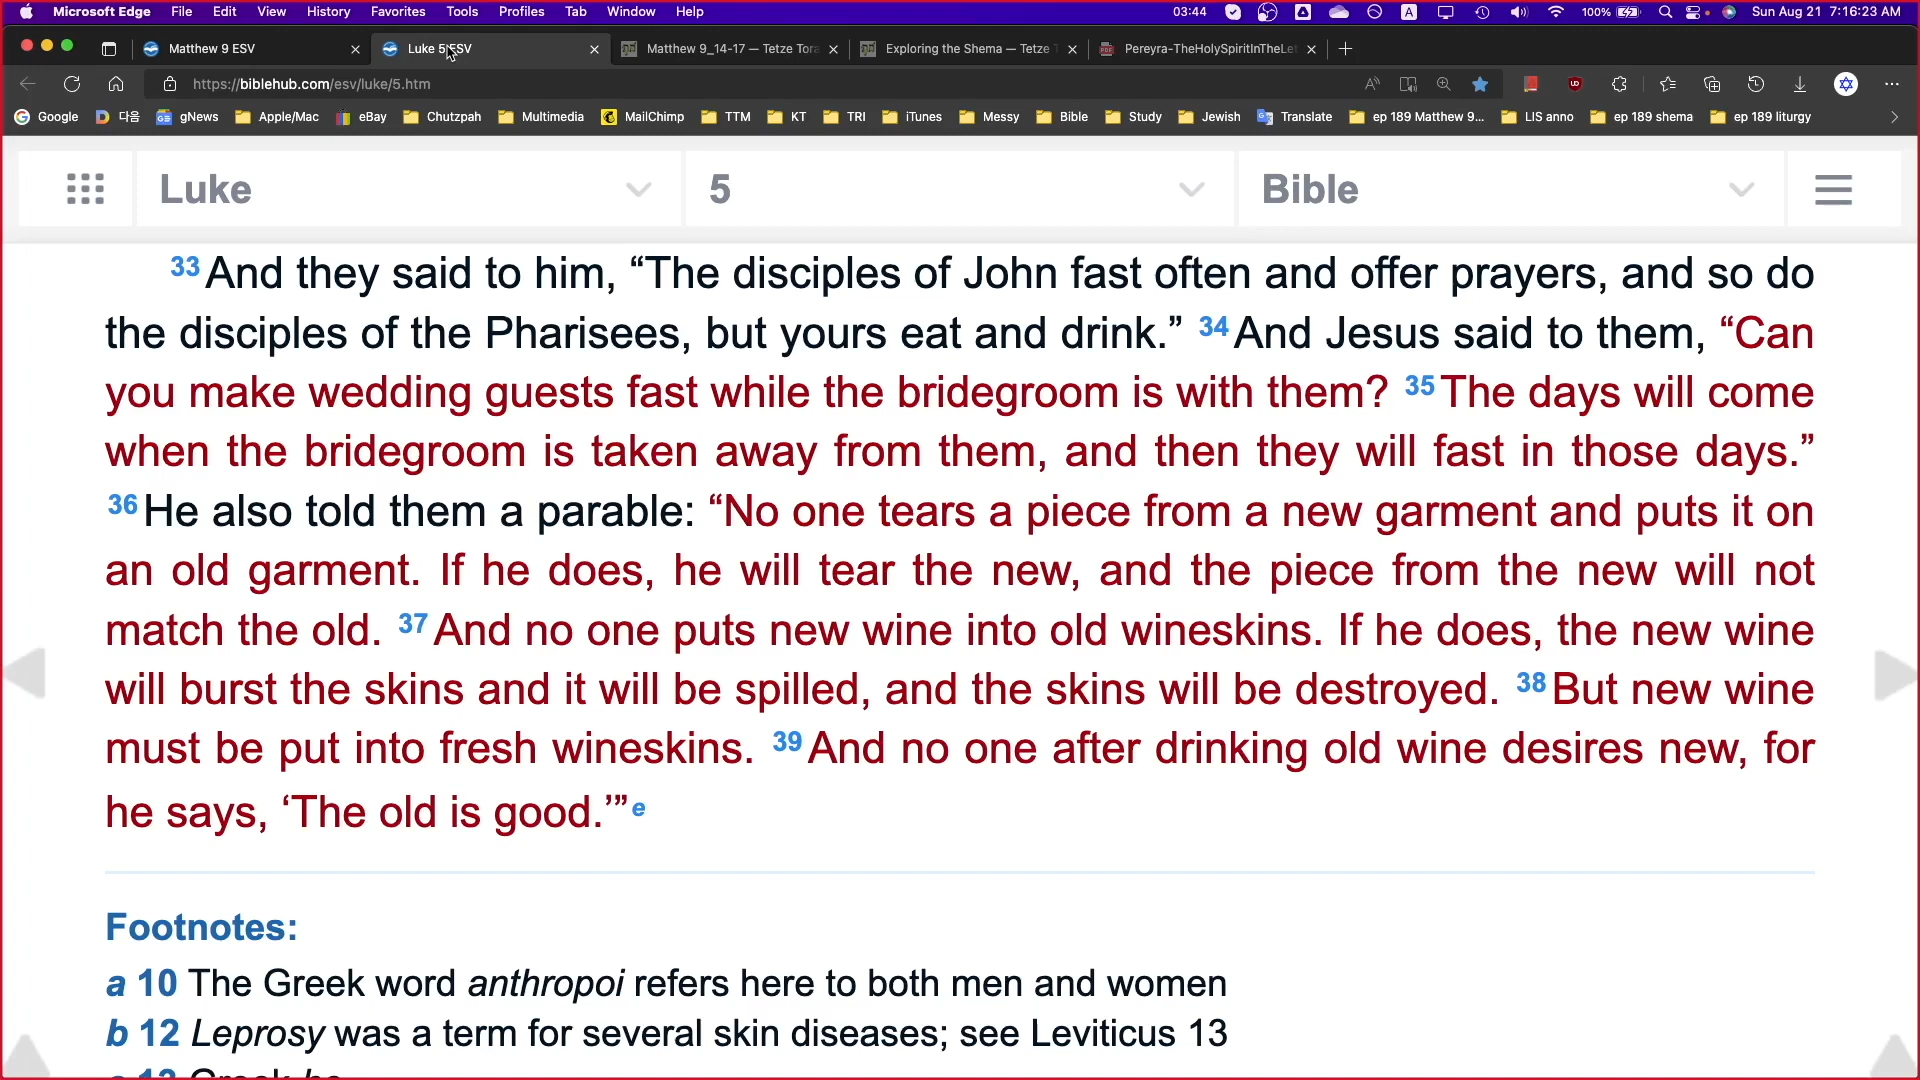 Microsoft Edge File Edit View History Favorites Tools Profiles Tab Window Help 03:44 A 100% Sun Aug 21 7:16:23 AM
Matthew 9 ESV Luke 5 ESV Matthew 9_14-17 — Tetze Tora Exploring the Shema — Tetze T Pereyra-TheHolySpiritInTheLet
https://biblehub.com/esv/luke/5.htm
Google 다음 gNews Apple/Mac eBay Chutzpah Multimedia MailChimp TTM KT TRI iTunes Messy Bible Study Jewish Translate ep 189 Matthew 9... LIS anno ep 189 shema ep 189 liturgy
Luke 5 Bible
33 And they said to him, “The disciples of John fast often and offer prayers, and so do
the disciples of the Pharisees, but yours eat and drink.” 34 And Jesus said to them, “Can
you make wedding guests fast while the bridegroom is with them? 35 The days will come
when the bridegroom is taken away from them, and then they will fast in those days.”
36 He also told them a parable: “No one tears a piece from a new garment and puts it on
an old garment. If he does, he will tear the new, and the piece from the new will not
match the old. 37 And no one puts new wine into old wineskins. If he does, the new wine
will burst the skins and it will be spilled, and the skins will be destroyed. 38 But new wine
must be put into fresh wineskins. 39 And no one after drinking old wine desires new, for
he says, ‘The old is good.’” e
Footnotes:
a 10 The Greek word anthropoi refers here to both men and women
b 12 Leprosy was a term for several skin diseases; see Leviticus 13